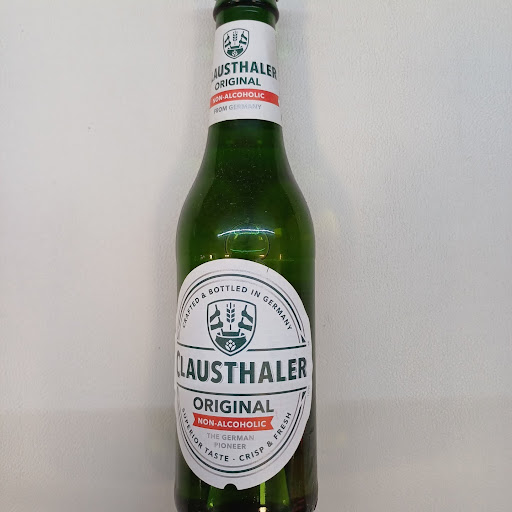 CLAUSTHALER
ORIGINAL
NON-ALCOHOLIC
FROM GERMANY
CRAFTED & BOTTLED IN GERMANY
CLAUSTHALER
ORIGINAL
NON-ALCOHOLIC
THE GERMAN
PIONEER
SUPERIOR TASTE - CRISP & FRESH